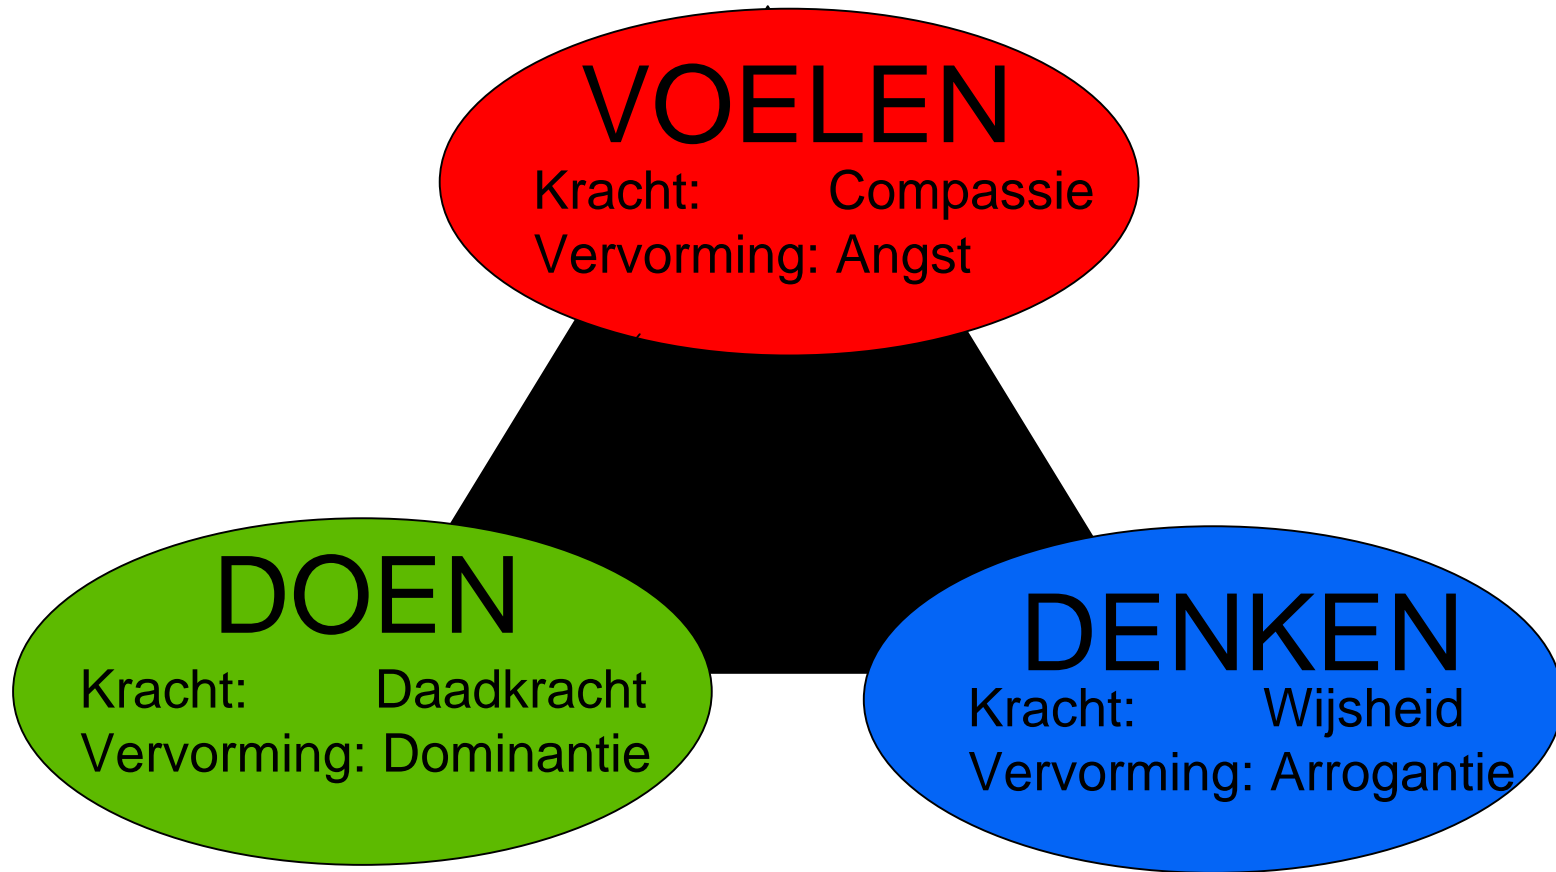 VOELEN
Kracht: Compassie
Vervorming: Angst
DOEN
Kracht: Daadkracht
Vervorming: Dominantie
DENKEN
Kracht: Wijsheid
Vervorming: Arrogantie